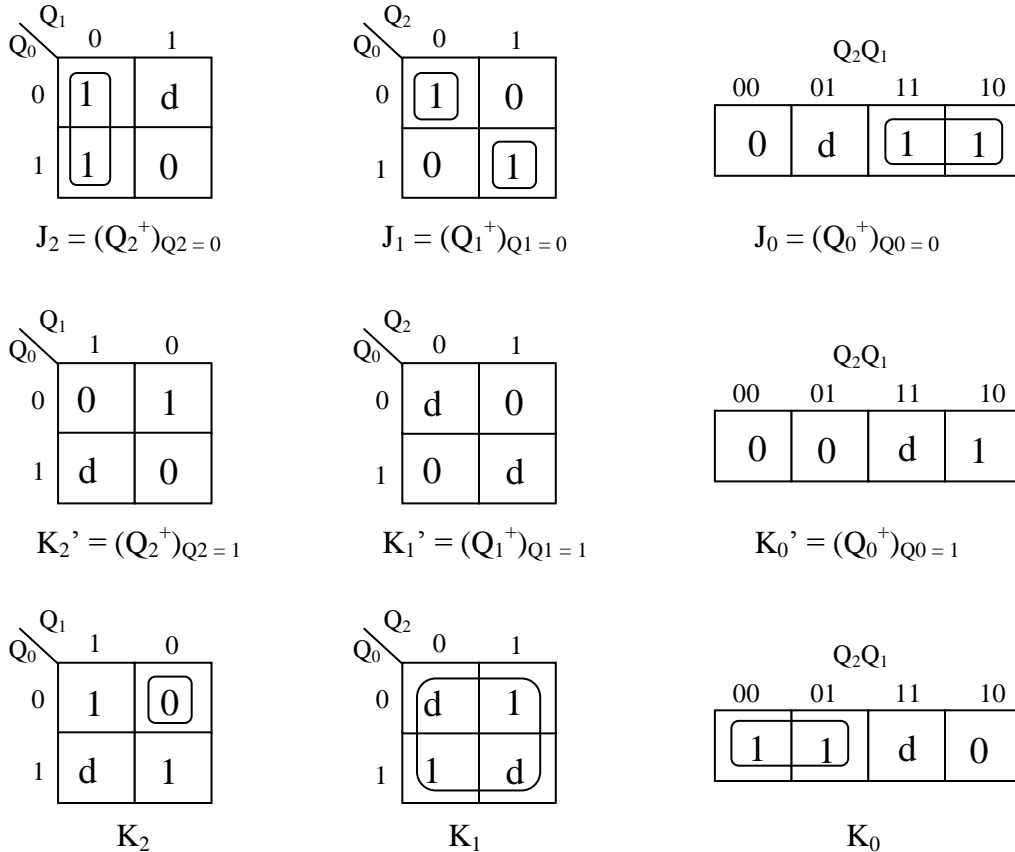 Q₁ Q₂
0 1 0 1 Q₂Q₁
Q₀ Q₀
00 01 11 10
0 1 d 0 1 0
0 d 1 1
1 1 0 1 0 1
J₂ = (Q₂⁺)Q2 = 0 J₁ = (Q₁⁺)Q1 = 0 J₀ = (Q₀⁺)Q0 = 0
Q₁ Q₂
1 0 0 1
Q₀ Q₀ Q₂Q₁
00 01 11 10
0 0 1 0 d 0
0 0 d 1
1 d 0 1 0 d
K₂’ = (Q₂⁺)Q2 = 1 K₁’ = (Q₁⁺)Q1 = 1 K₀’ = (Q₀⁺)Q0 = 1
Q₁ Q₂
1 0 0 1
Q₀ Q₀ Q₂Q₁
00 01 11 10
0 1 0 0 d 1
1 1 d 0
1 d 1 1 1 d
K₂ K₁ K₀